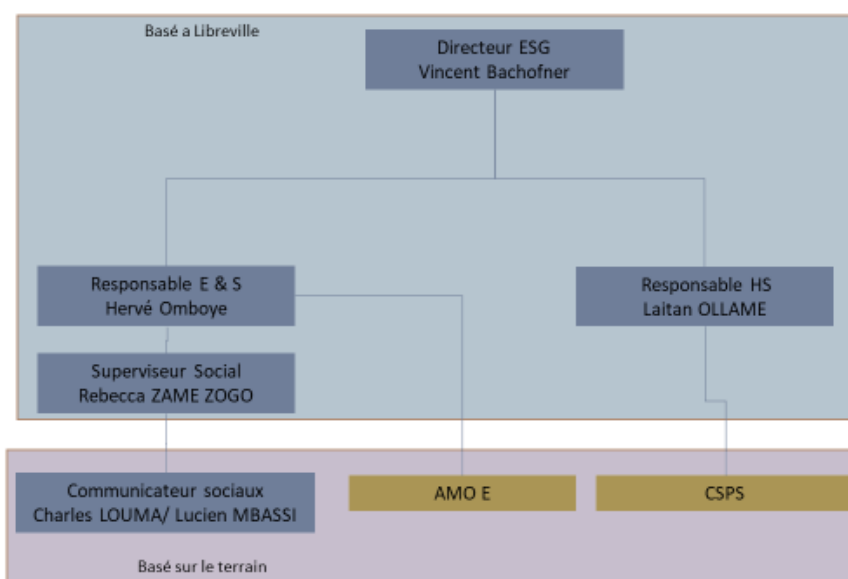 Basé a Libreville
Directeur ESG
Vincent Bachofner
Responsable E & S
Hervé Omboye
Responsable HS
Laitan OLLAME
Superviseur Social
Rebecca ZAME ZOGO
Communicateur sociaux
Charles LOUMA/ Lucien MBASSI
AMO E
CSPS
Basé sur le terrain